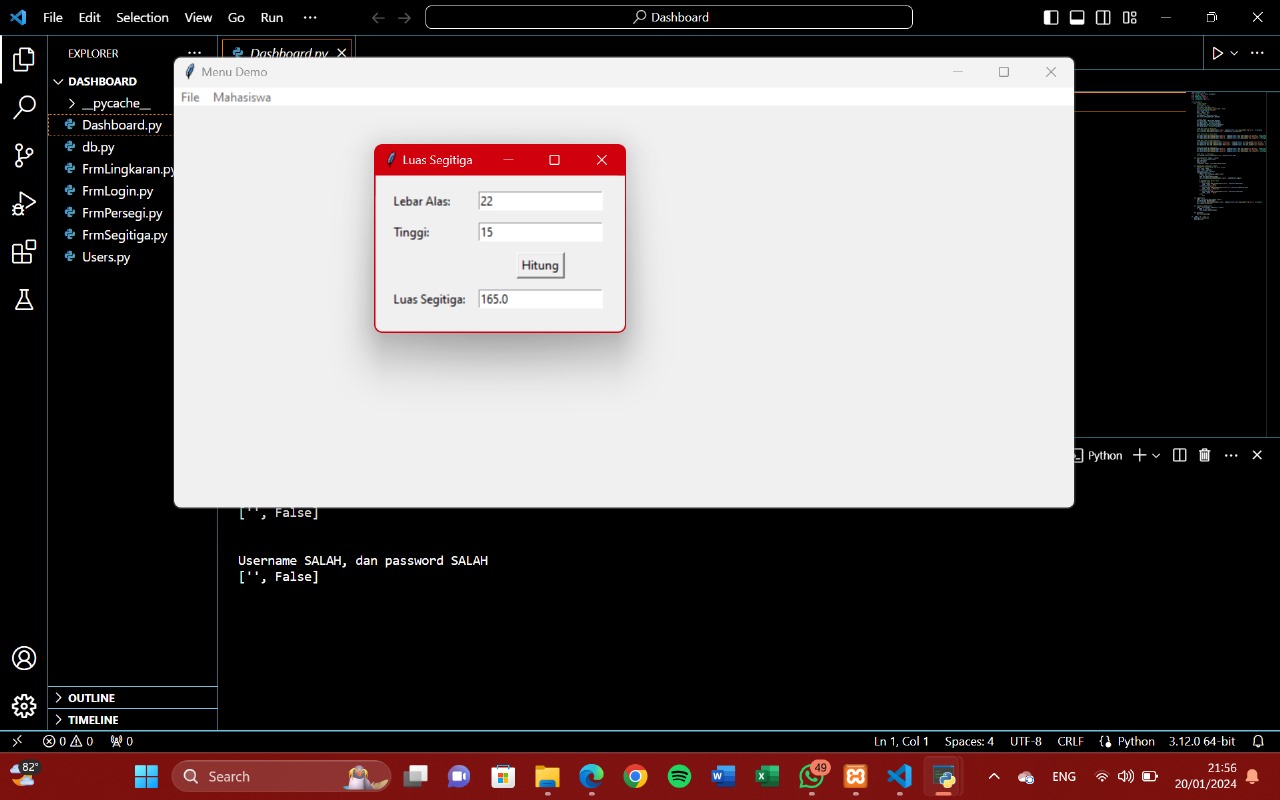 File Edit Selection View Go Run ··· Dashboard
EXPLORER ···
Dashboard.py
DASHBOARD
__pycache__
Dashboard.py
db.py
FrmLingkaran.py
FrmLogin.py
FrmPersegi.py
FrmSegitiga.py
Users.py
Menu Demo
File Mahasiswa
Luas Segitiga
Lebar Alas: 22
Tinggi: 15
Hitung
Luas Segitiga: 165.0
Python
['', False]
Username SALAH, dan password SALAH
['', False]
OUTLINE
TIMELINE
0 0 0 Ln 1, Col 1 Spaces: 4 UTF-8 CRLF Python 3.12.0 64-bit
82° Search 49 ENG 21:56
20/01/2024